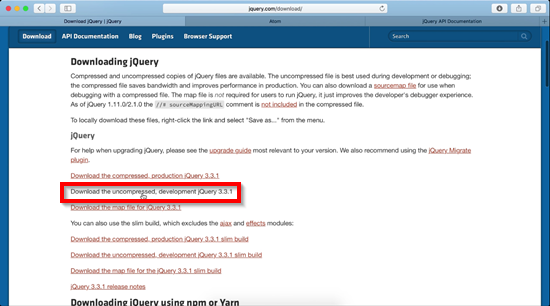 jquery.com/download/
Download jQuery | jQuery
Atom
jQuery API Documentation
Download
API Documentation
Blog
Plugins
Browser Support
Search
Downloading jQuery
Compressed and uncompressed copies of jQuery files are available. The uncompressed file is best used during development or debugging;
the compressed file saves bandwidth and improves performance in production. You can also download a sourcemap file for use when
debugging with a compressed file. The map file is not required for users to run jQuery, it just improves the developer's debugger experience.
As of jQuery 1.11.0/2.1.0 the //# sourceMappingURL comment is not included in the compressed file.
To locally download these files, right-click the link and select "Save as..." from the menu.
jQuery
For help when upgrading jQuery, please see the upgrade guide most relevant to your version. We also recommend using the jQuery Migrate
plugin.
Download the compressed, production jQuery 3.3.1
Download the uncompressed, development jQuery 3.3.1
Download the map file for jQuery 3.3.1
You can also use the slim build, which excludes the ajax and effects modules:
Download the compressed, production jQuery 3.3.1 slim build
Download the uncompressed, development jQuery 3.3.1 slim build
Download the map file for the jQuery 3.3.1 slim build
jQuery 3.3.1 release notes
Downloading jQuery using npm or Yarn